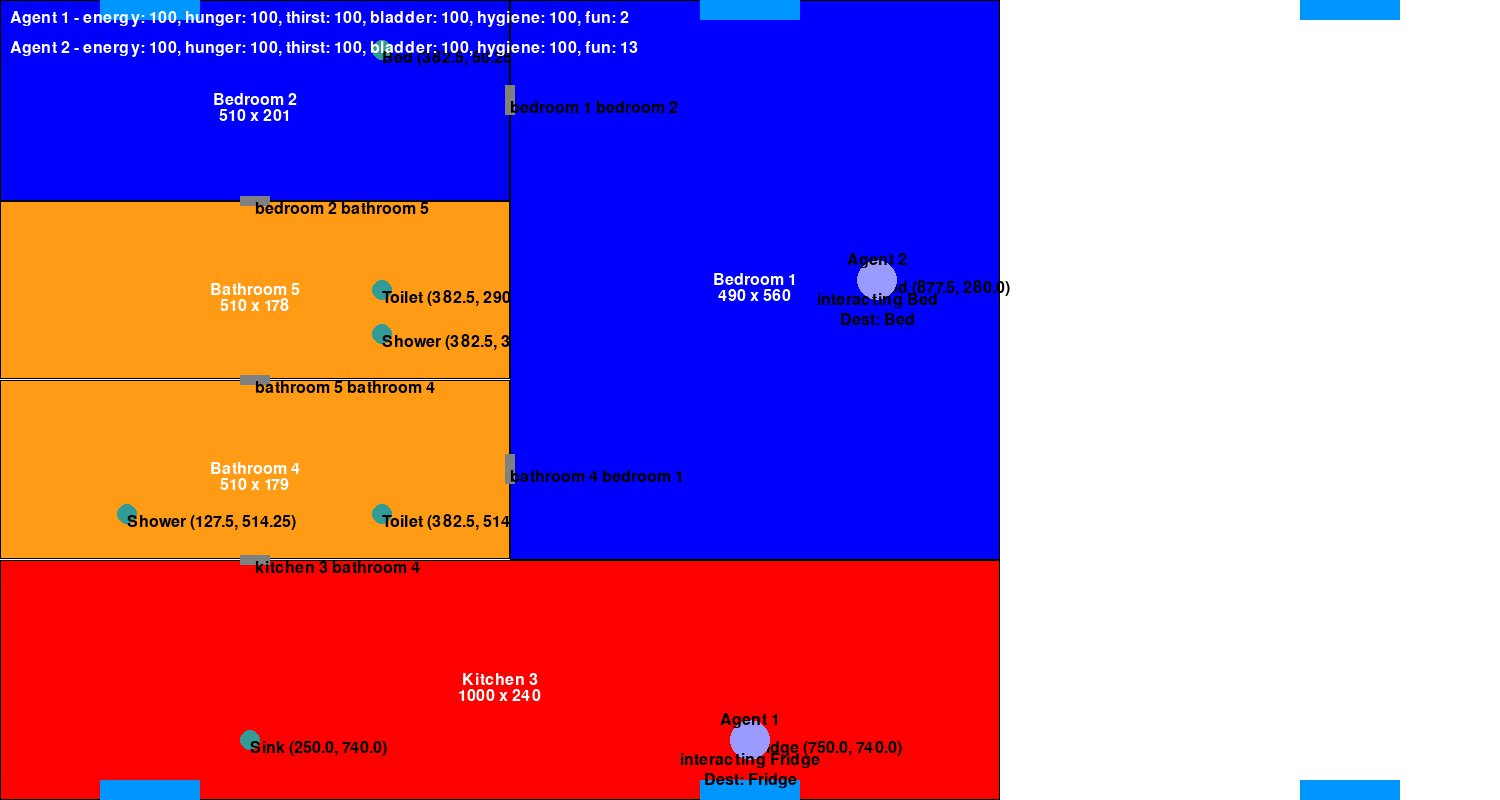 Agent 1 - energy: 100, hunger: 100, thirst: 100, bladder: 100, hygiene: 100, fun: 2
Agent 2 - energy: 100, hunger: 100, thirst: 100, bladder: 100, hygiene: 100, fun: 13
Bed (382.5, 50.25
Bedroom 2
510 x 201
bedroom 1 bedroom 2
bedroom 2 bathroom 5
Bathroom 5
510 x 178
Toilet (382.5, 290
Shower (382.5, 3
Agent 2
Bedroom 1
490 x 560
(877.5, 280.0)
interacting Bed
Dest: Bed
bathroom 5 bathroom 4
Bathroom 4
510 x 179
bathroom 4 bedroom 1
Shower (127.5, 514.25)
Toilet (382.5, 514
kitchen 3 bathroom 4
Kitchen 3
1000 x 240
Sink (250.0, 740.0)
Agent 1
(750.0, 740.0)
interacting Fridge
Dest: Fridge